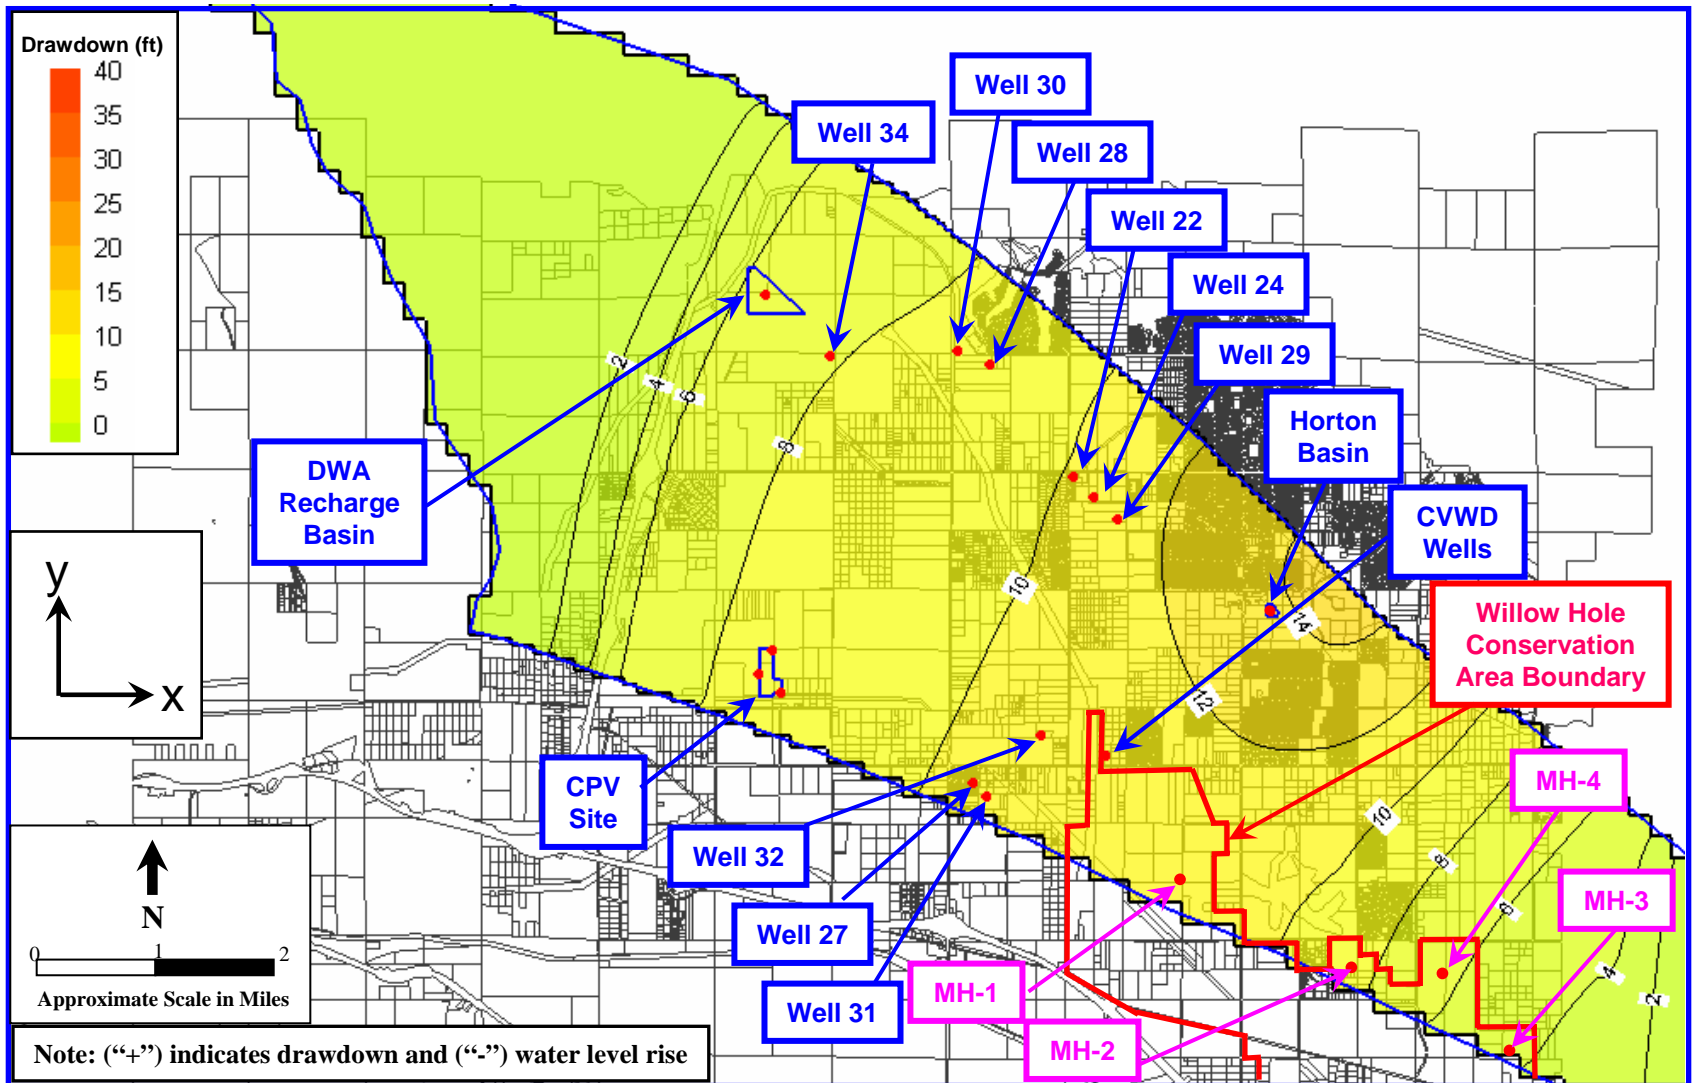 Drawdown (ft)
40
35
30
25
20
15
10
5
0
Well 30
Well 34
Well 28
Well 22
Well 24
Well 29
Horton
Basin
CVWD
Wells
DWA
Recharge
Basin
Willow Hole
Conservation
Area Boundary
2
4
6
8
10
12
14
10
8
6
4
2
y
x
CPV
Site
MH-4
MH-3
Well 32
Well 27
Well 31
MH-1
MH-2
N
0 1 2
Approximate Scale in Miles
Note: (“+”) indicates drawdown and (“-”) water level rise